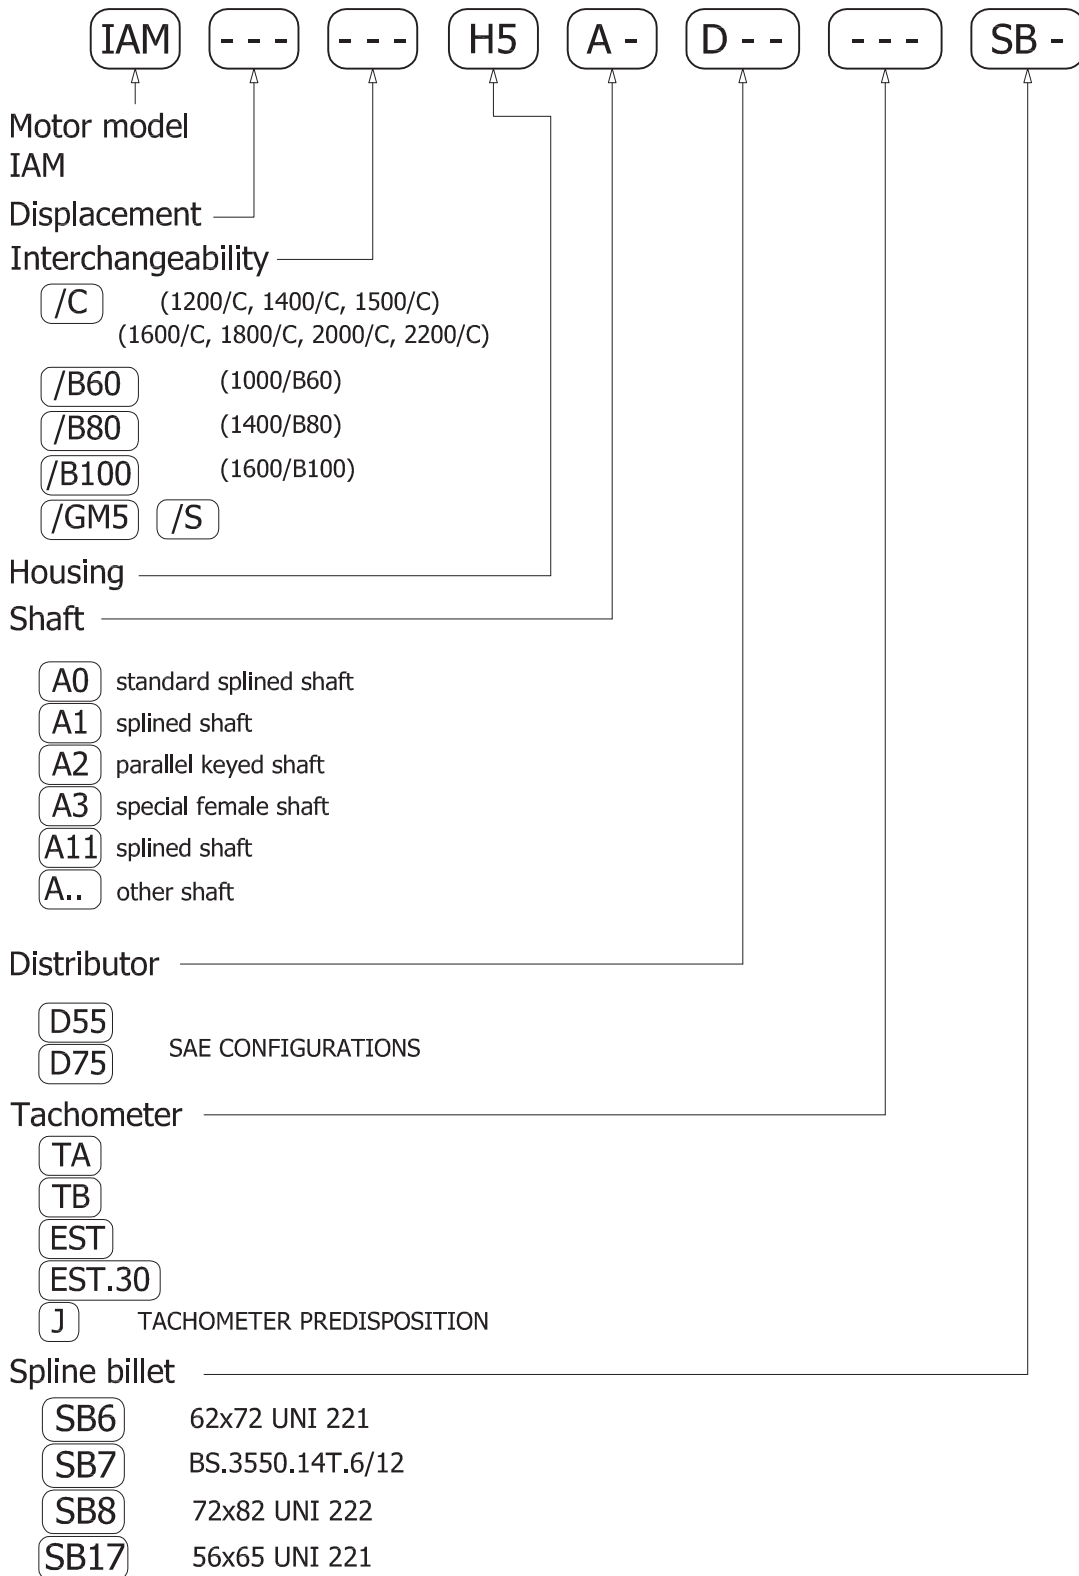 IAM - - - - - - H5 A - D - - - - - SB -
Motor model
IAM
Displacement
Interchangeability
/C (1200/C, 1400/C, 1500/C)
(1600/C, 1800/C, 2000/C, 2200/C)
/B60 (1000/B60)
/B80 (1400/B80)
/B100 (1600/B100)
/GM5 /S
Housing
Shaft
A0 standard splined shaft
A1 splined shaft
A2 parallel keyed shaft
A3 special female shaft
A11 splined shaft
A.. other shaft
Distributor
D55
SAE CONFIGURATIONS
D75
Tachometer
TA
TB
EST
EST.30
J TACHOMETER PREDISPOSITION
Spline billet
SB6 62x72 UNI 221
SB7 BS.3550.14T.6/12
SB8 72x82 UNI 222
SB17 56x65 UNI 221